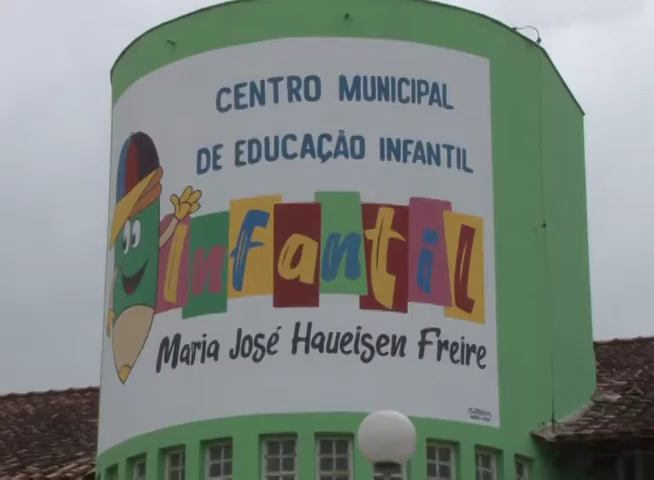 CENTRO MUNICIPAL
DE EDUCAÇÃO INFANTIL
infantil
Maria José Haueisen Freire